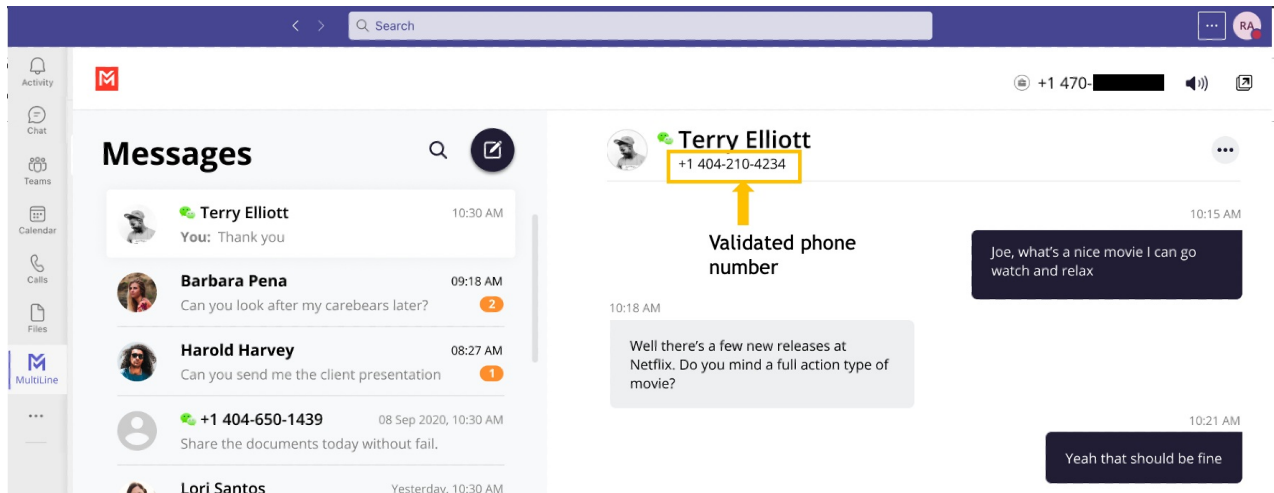 Search
...
RA
Activity
Chat
Teams
Calendar
Calls
Files
MultiLine
...
+1 470-
Messages
Terry Elliott
10:30 AM
You: Thank you
Barbara Pena
09:18 AM
Can you look after my carebears later?
2
Harold Harvey
08:27 AM
Can you send me the client presentation
1
+1 404-650-1439
08 Sep 2020, 10:30 AM
Share the documents today without fail.
Lori Santos
Yesterday, 10:30 AM
Terry Elliott
+1 404-210-4234
Validated phone
number
10:15 AM
Joe, what's a nice movie I can go
watch and relax
10:18 AM
Well there's a few new releases at
Netflix. Do you mind a full action type of
movie?
10:21 AM
Yeah that should be fine